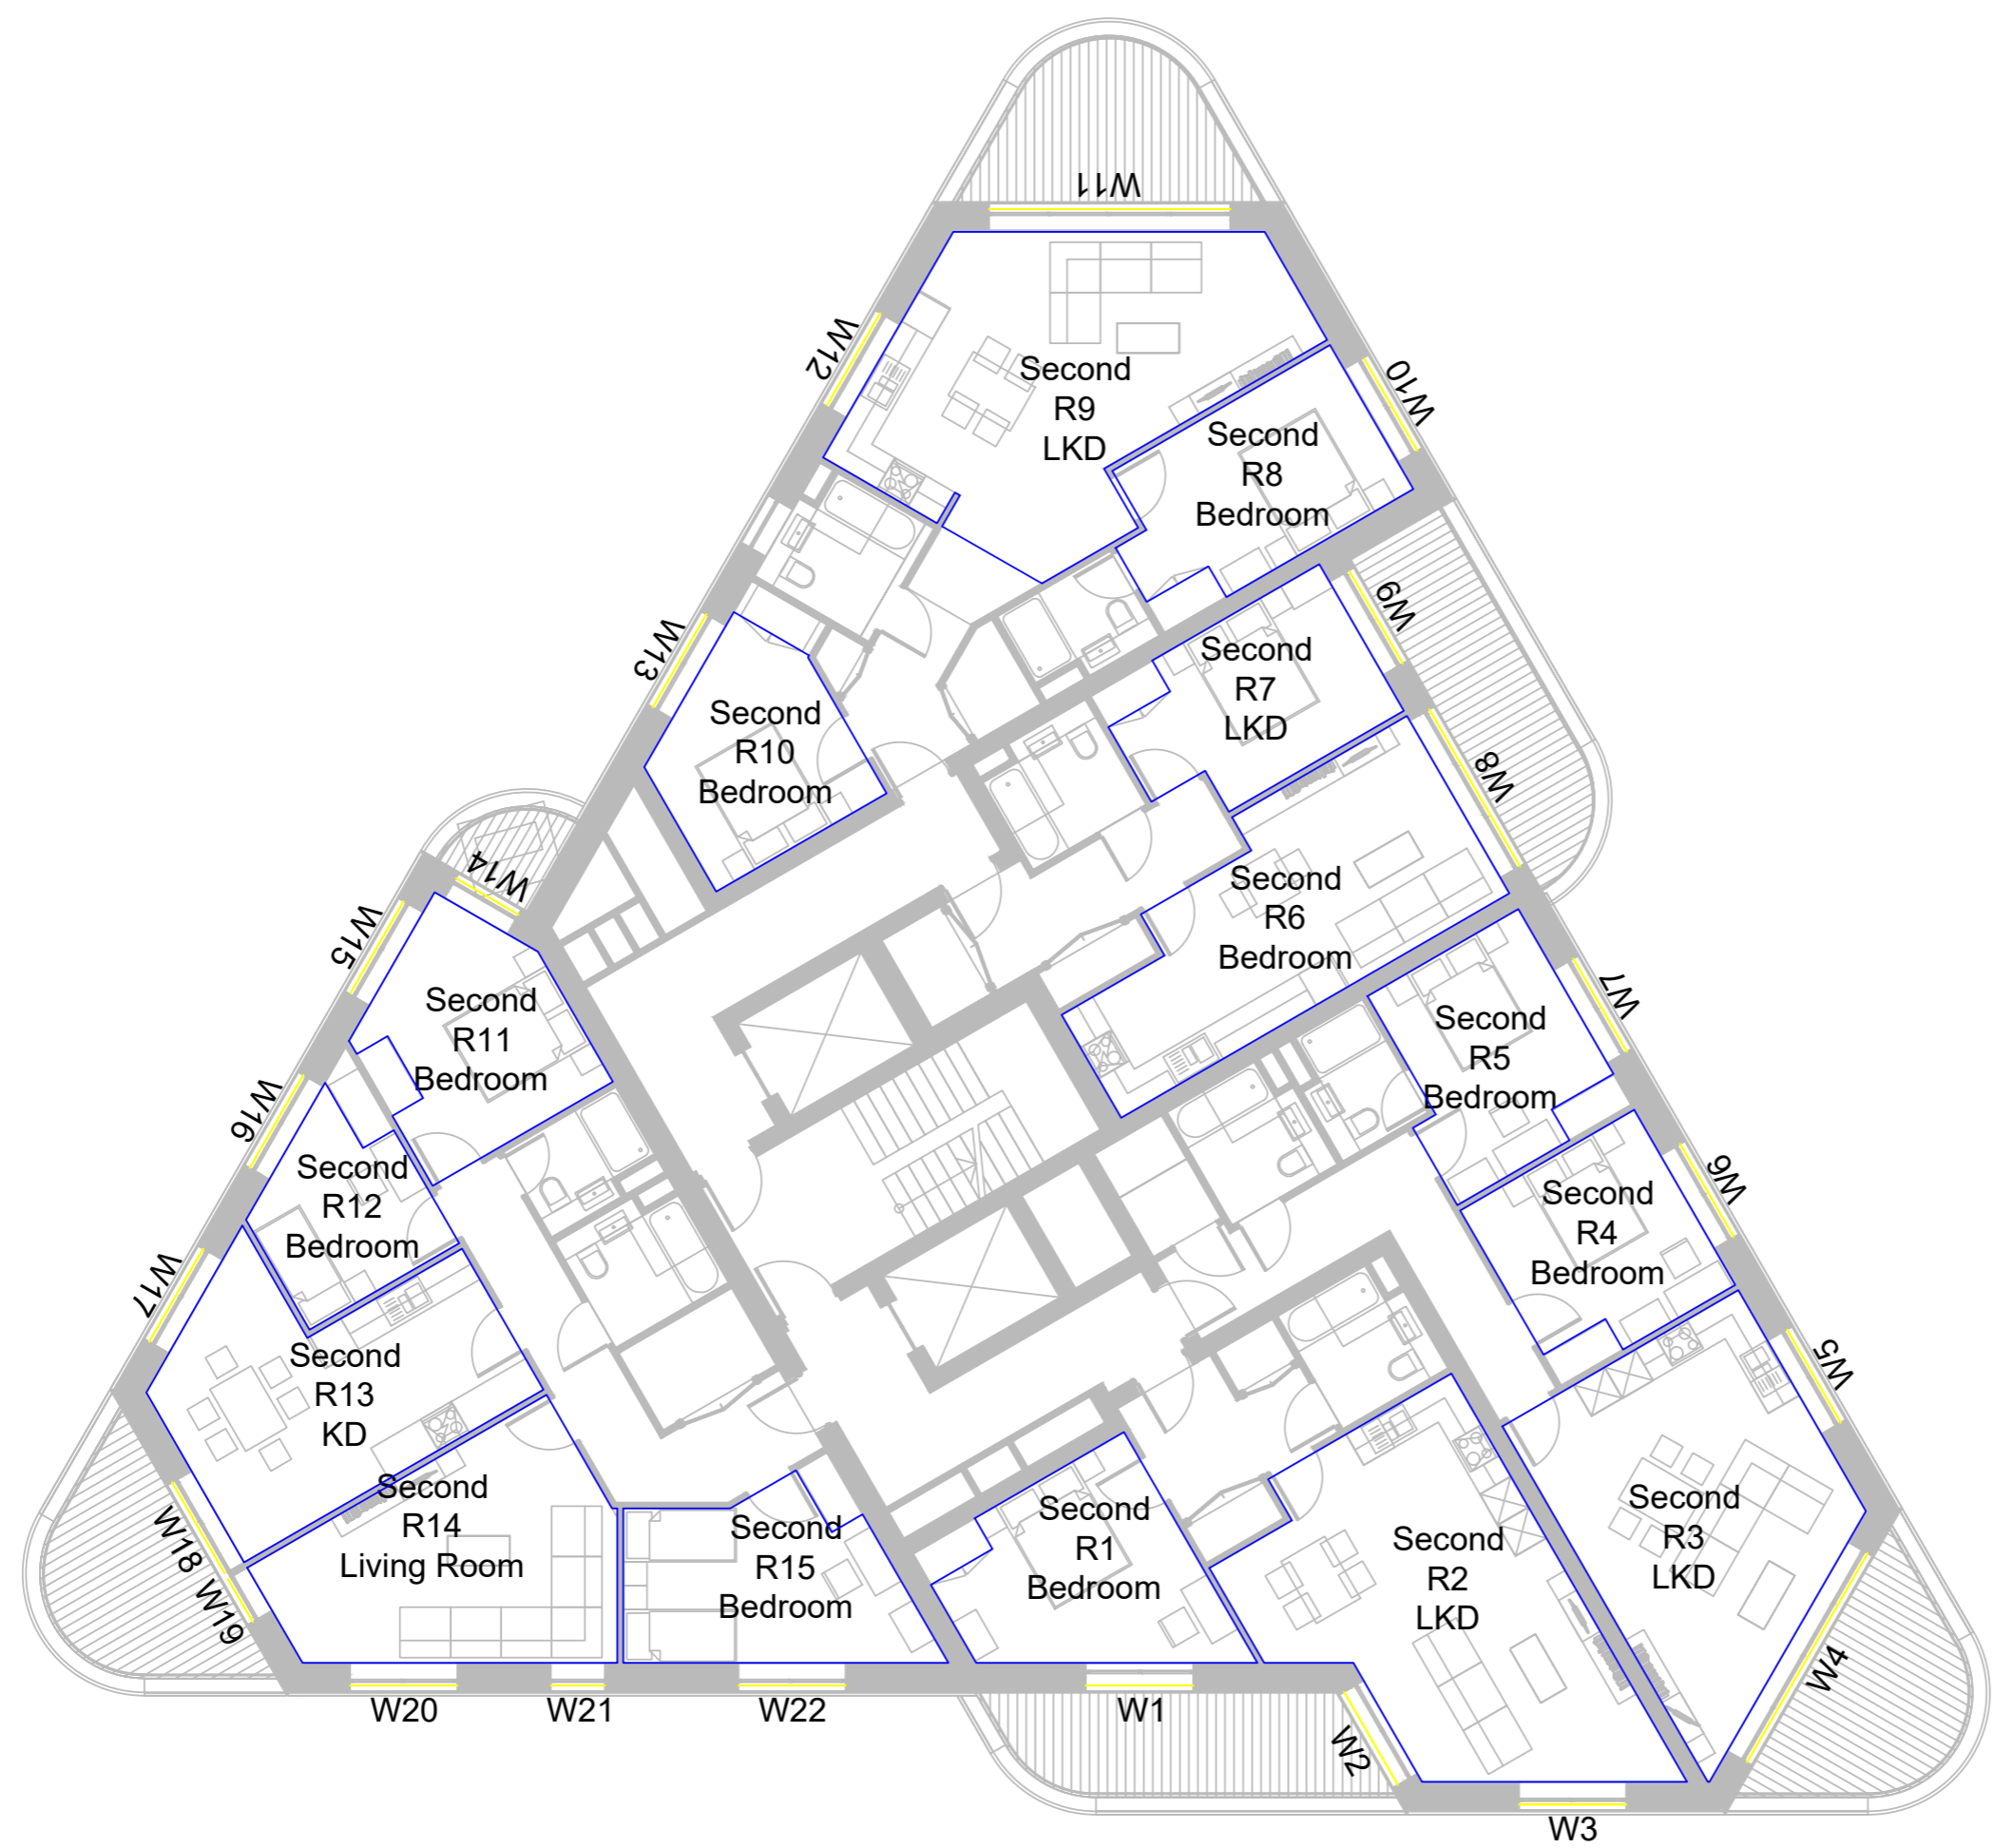 W11
W12
W10
Second
R9
LKD
Second
R8
Bedroom
W9
W13
Second
R7
LKD
Second
R10
Bedroom
W8
W14
Second
R6
Bedroom
W15
W7
Second
R11
Bedroom
Second
R5
Bedroom
W16
W6
Second
R12
Bedroom
Second
R4
Bedroom
W17
Second
R13
KD
W5
Second
R14
Living Room
Second
R3
LKD
Second
R1
Bedroom
Second
R15
Bedroom
Second
R2
LKD
W18
W19
W4
W20
W21
W22
W1
W2
W3